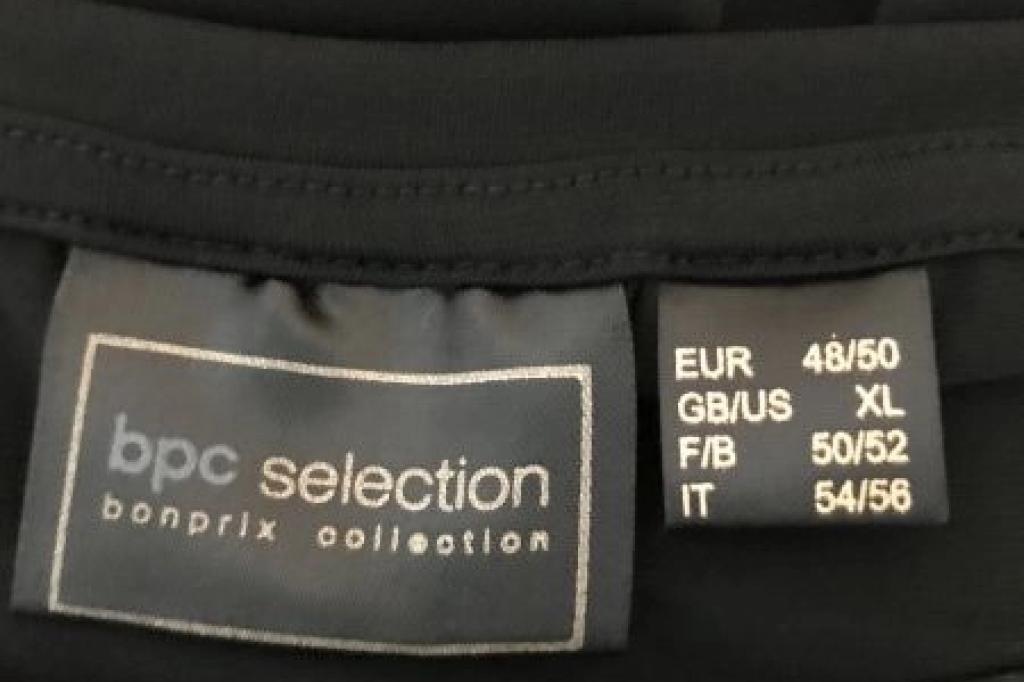 bpc selection
bonprix collection
EUR 48/50
GB/US XL
F/B 50/52
IT 54/56